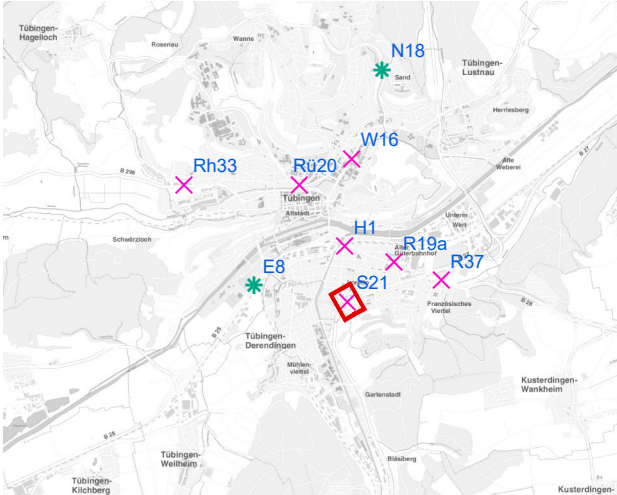 Tübingen-
Hagelloch
Rosenau
Wanne
N18
Sand
Tübingen-
Lustnau
Herrlesberg
B 27
W16
Alte
Weberei
B 296
Rh33
Rü20
Tübingen
Altstadt
Unterm
Wert
Schwärzloch
H1
R19a
Güterbahnhof
R37
E8
S21
Französisches
Viertel
B 28
B 28
Tübingen-
Derendingen
Mühlen-
viertel
Gartenstadt
Kusterdingen-
Wankheim
B 28
Bläsiberg
Tübingen-
Weilheim
Tübingen-
Kilchberg
Kusterdingen-